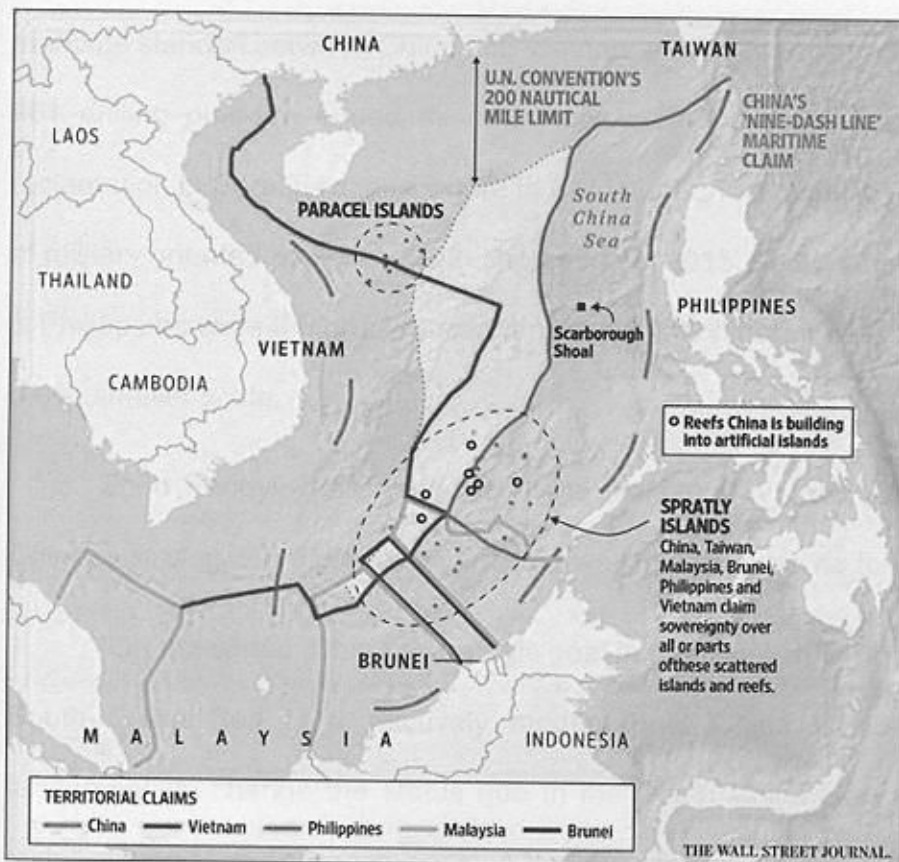 CHINA
TAIWAN
U.N. CONVENTION'S
200 NAUTICAL
MILE LIMIT
CHINA'S
'NINE-DASH LINE'
MARITIME
CLAIM
LAOS
PARACEL ISLANDS
South
China
Sea
THAILAND
PHILIPPINES
Scarborough
Shoal
VIETNAM
CAMBODIA
Reefs China is building
into artificial islands
SPRATLY
ISLANDS
China, Taiwan,
Malaysia, Brunei,
Philippines and
Vietnam claim
sovereignty over
all or parts
ofthese scattered
islands and reefs.
BRUNEI
MALAYSIA
INDONESIA
TERRITORIAL CLAIMS
China Vietnam Philippines Malaysia Brunei
THE WALL STREET JOURNAL.